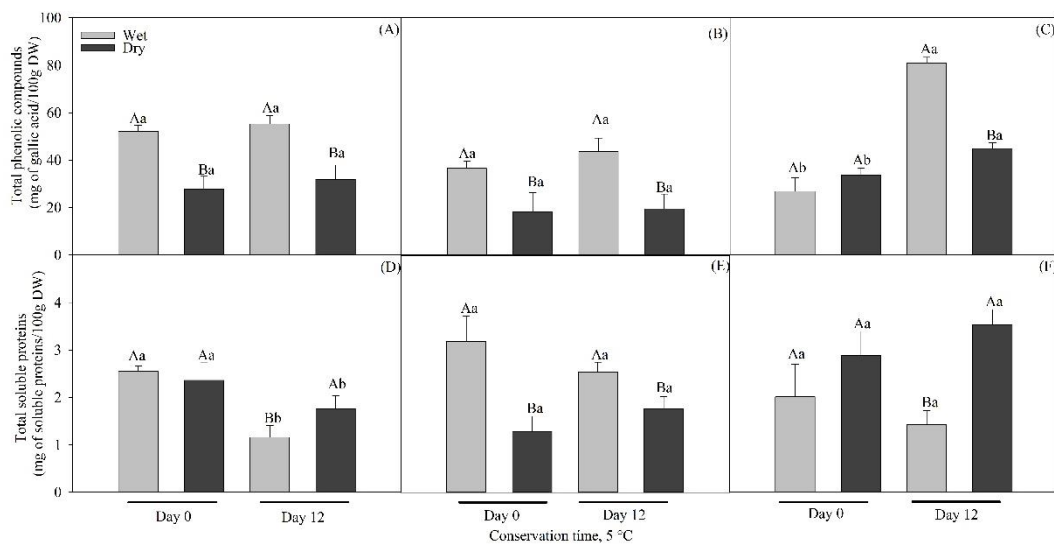 Total phenolic compounds
(mg of gallic acid/100g DW)
100
80
60
40
20
0
Wet
Dry
(A)
Aa
Ba
Aa
Ba
(B)
Aa
Ba
Aa
Ba
(C)
Ab
Ab
Aa
Ba
Total soluble proteins
(mg of soluble proteins/100g DW)
4
3
2
1
0
(D)
Aa
Aa
Bb
Ab
(E)
Aa
Ba
Aa
Ba
(F)
Aa
Aa
Ba
Aa
Day 0
Day 12
Day 0
Day 12
Day 0
Day 12
Conservation time, 5 °C